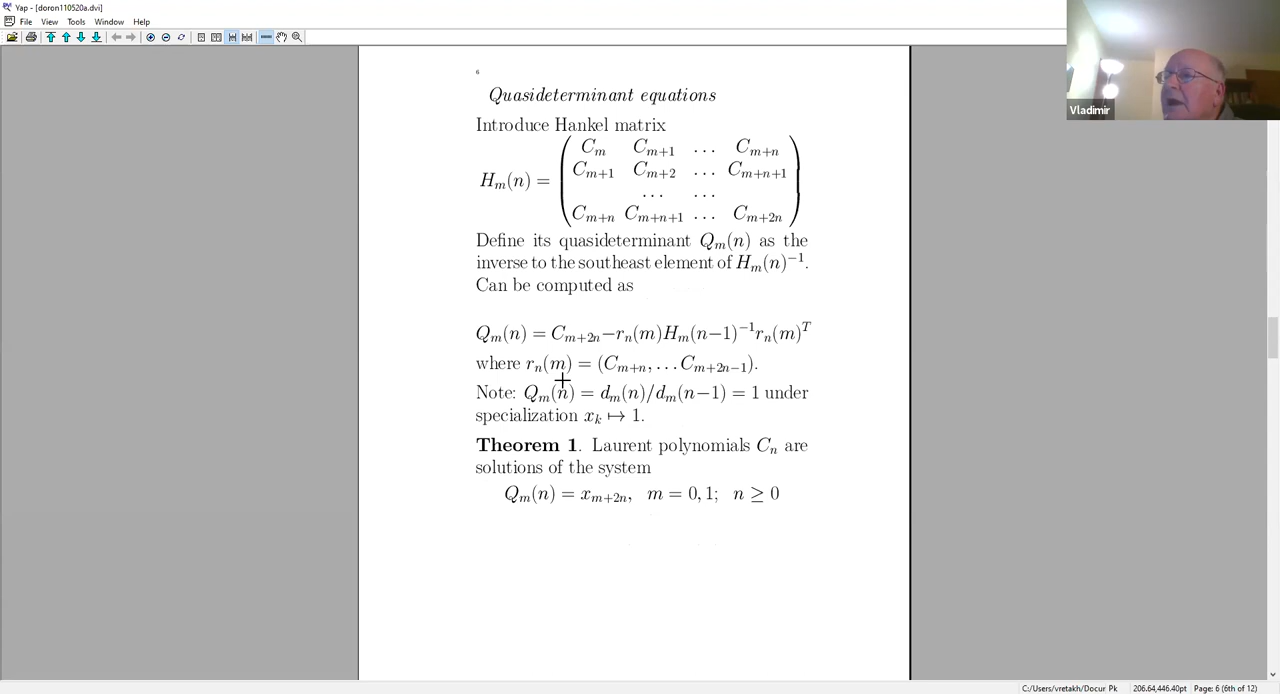 Yap - [doron110520a.dvi]
File View Tools Window Help
Vladimir
6
Quasideterminant equations
Introduce Hankel matrix
H_m(n) = ( C_m C_{m+1} ... C_{m+n}
C_{m+1} C_{m+2} ... C_{m+n+1}
... ...
C_{m+n} C_{m+n+1} ... C_{m+2n} )
Define its quasideterminant Q_m(n) as the
inverse to the southeast element of H_m(n)^{-1}.
Can be computed as
Q_m(n) = C_{m+2n}−r_n(m)H_m(n−1)^{−1}r_n(m)^T
where r_n(m) = (C_{m+n}, ... C_{m+2n−1}).
Note: Q_m(n) = d_m(n)/d_m(n−1) = 1 under
specialization x_k ↦ 1.
Theorem 1. Laurent polynomials C_n are
solutions of the system
Q_m(n) = x_{m+2n}, m = 0, 1; n ≥ 0
C:/Users/vretakh/Docur Pk 206.64,446.40pt Page: 6 (6th of 12)